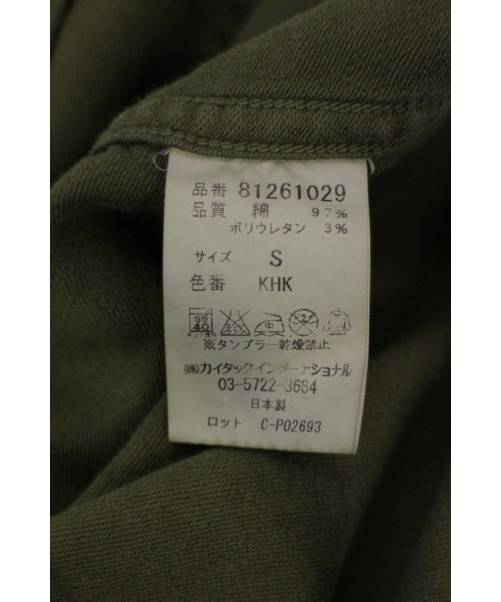 品番 81261029
品質 綿 97%
ポリウレタン 3%
サイズ S
色番 KHK
40 中
※タンブラー乾燥禁止
㈱カイタックインターナショナル
03-5722-3684
日本製
ロット C-P02693